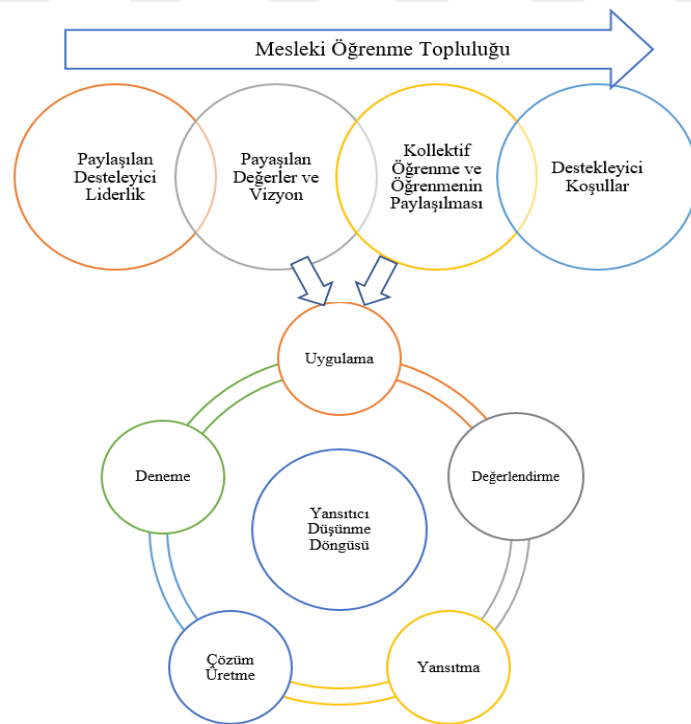 Mesleki Öğrenme Topluluğu
Paylaşılan
Desteleyici
Liderlik
Payaşılan
Değerler ve
Vizyon
Kollektif
Öğrenme ve
Öğrenmenin
Paylaşılması
Destekleyici
Koşullar
Uygulama
Deneme
Değerlendirme
Yansıtıcı
Düşünme
Döngüsü
Çözüm
Üretme
Yansıtma